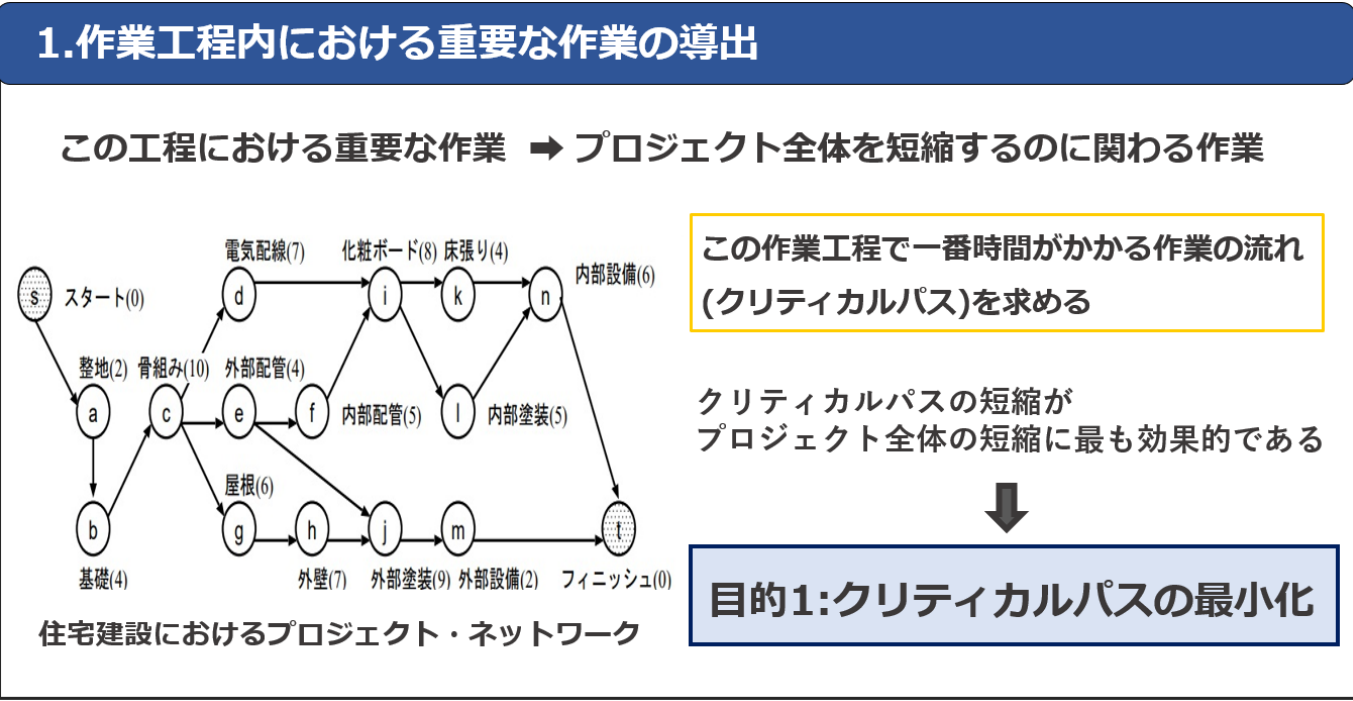 1.作業工程内における重要な作業の導出
この工程における重要な作業 ➡ プロジェクト全体を短縮するのに関わる作業
電気配線(7)
化粧ボード(8)
床張り(4)
内部設備(6)
s
スタート(0)
d
i
k
n
整地(2)
骨組み(10)
外部配管(4)
a
c
e
f
内部配管(5)
l
内部塗装(5)
屋根(6)
b
g
h
j
m
t
基礎(4)
外壁(7)
外部塗装(9)
外部設備(2)
フィニッシュ(0)
住宅建設におけるプロジェクト・ネットワーク
この作業工程で一番時間がかかる作業の流れ
(クリティカルパス)を求める
クリティカルパスの短縮が
プロジェクト全体の短縮に最も効果的である
目的1:クリティカルパスの最小化